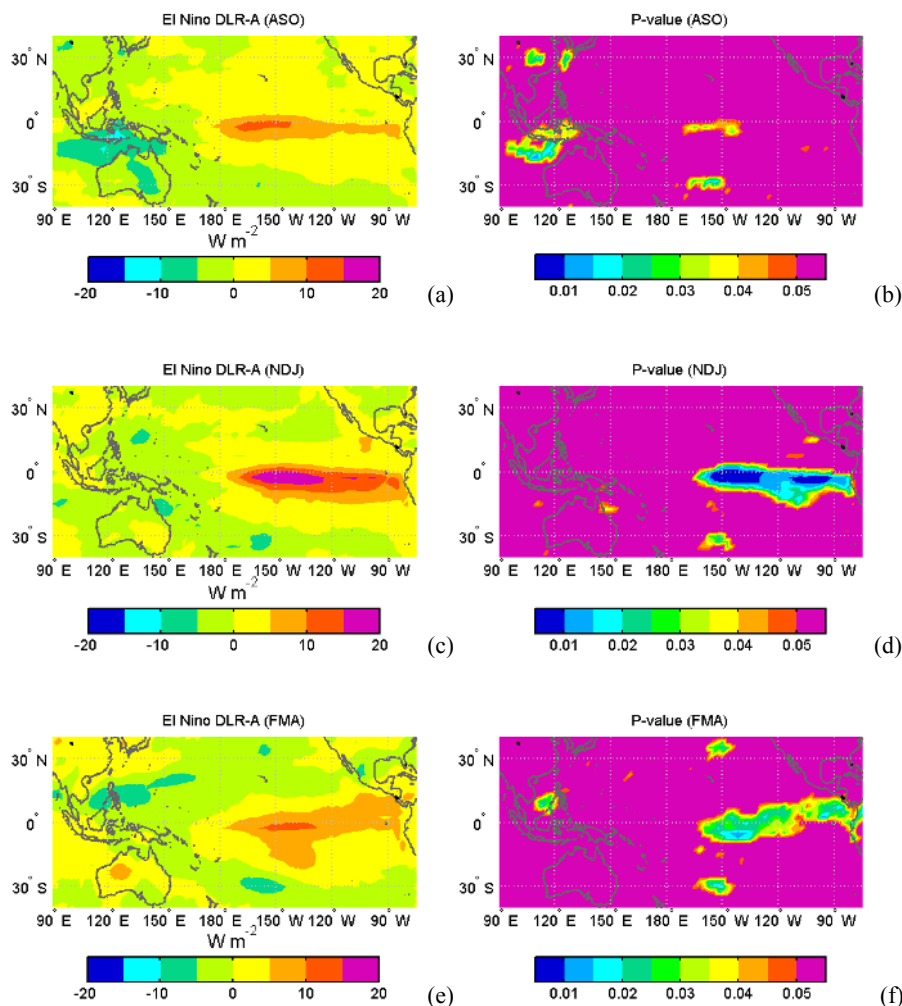 El Nino DLR-A (ASO)
P-value (ASO)
30° N
0°
30° S
90° E 120° E 150° E 180° E 150° W 120° W 90° W
W m-2
-20 -10 0 10 20
(a)
30° N
0°
30° S
90° E 120° E 150° E 180° E 150° W 120° W 90° W
0.01 0.02 0.03 0.04 0.05
(b)
El Nino DLR-A (NDJ)
P-value (NDJ)
30° N
0°
30° S
90° E 120° E 150° E 180° E 150° W 120° W 90° W
W m-2
-20 -10 0 10 20
(c)
30° N
0°
30° S
90° E 120° E 150° E 180° E 150° W 120° W 90° W
0.01 0.02 0.03 0.04 0.05
(d)
El Nino DLR-A (FMA)
P-value (FMA)
30° N
0°
30° S
90° E 120° E 150° E 180° E 150° W 120° W 90° W
W m-2
-20 -10 0 10 20
(e)
30° N
0°
30° S
90° E 120° E 150° E 180° E 150° W 120° W 90° W
0.01 0.02 0.03 0.04 0.05
(f)